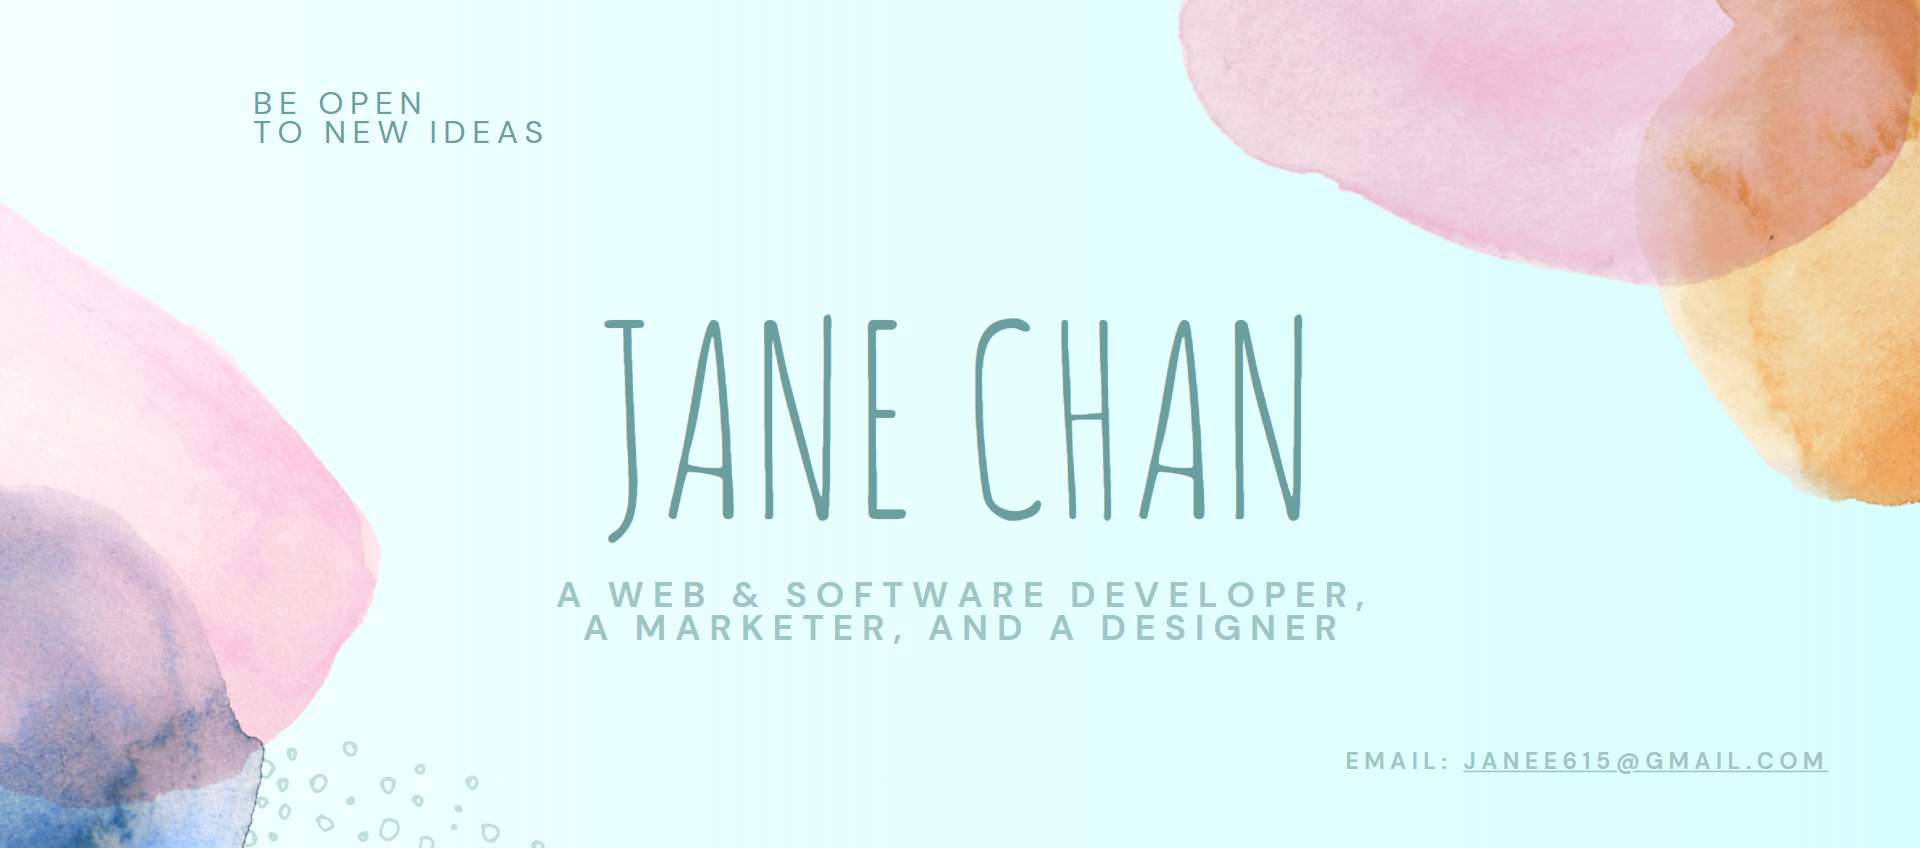 BE OPEN
TO NEW IDEAS
JANE CHAN
A WEB & SOFTWARE DEVELOPER,
A MARKETER, AND A DESIGNER
EMAIL: JANEE615@GMAIL.COM